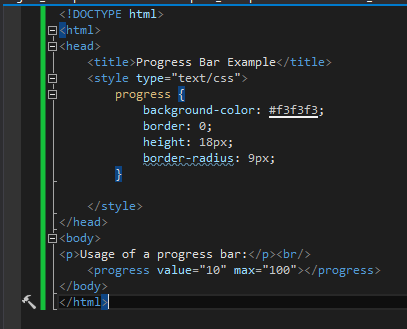 <!DOCTYPE html>
<html>
<head>
<title>Progress Bar Example</title>
<style type="text/css">
progress {
background-color: #f3f3f3;
border: 0;
height: 18px;
border-radius: 9px;
}
</style>
</head>
<body>
<p>Usage of a progress bar:</p><br/>
<progress value="10" max="100"></progress>
</body>
</html>